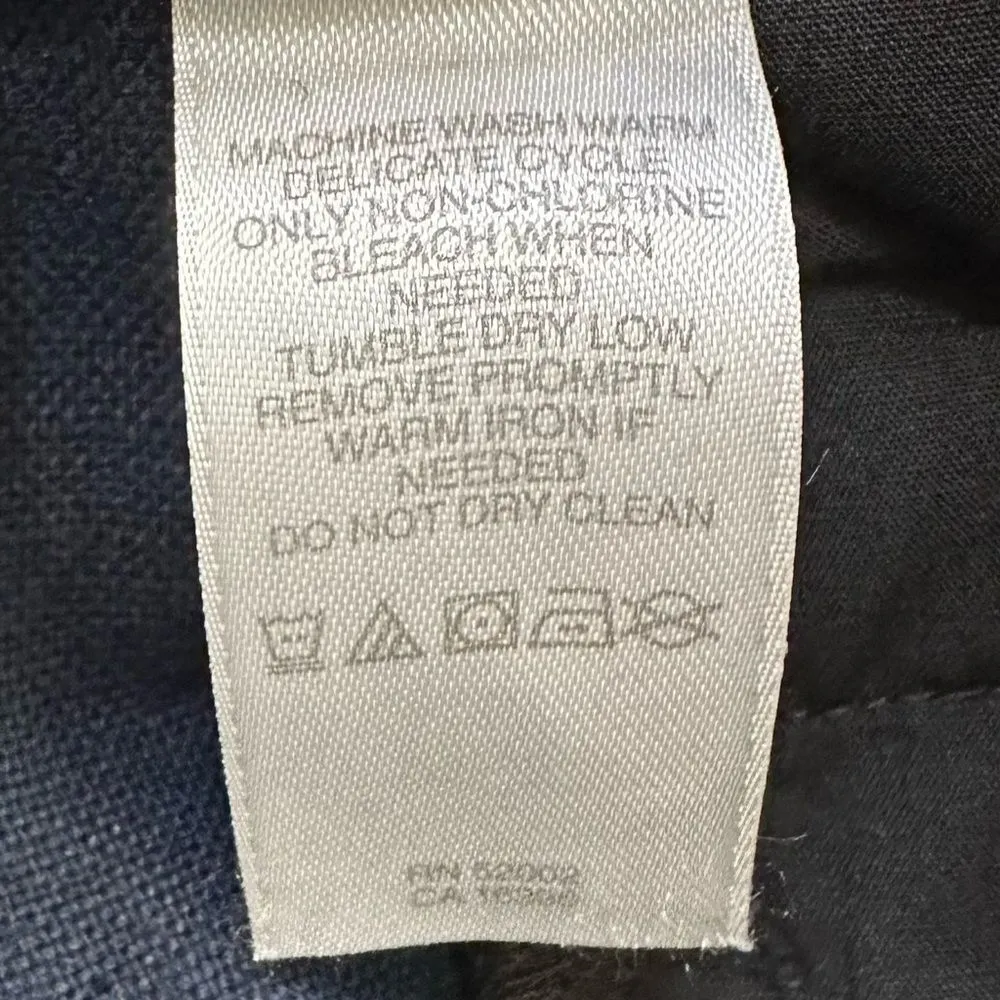 MACHINE WASH WARM
DELICATE CYCLE
ONLY NON-CHLORINE
BLEACH WHEN
NEEDED
TUMBLE DRY LOW
REMOVE PROMPTLY
WARM IRON IF
NEEDED
DO NOT DRY CLEAN
RN 52002
CA